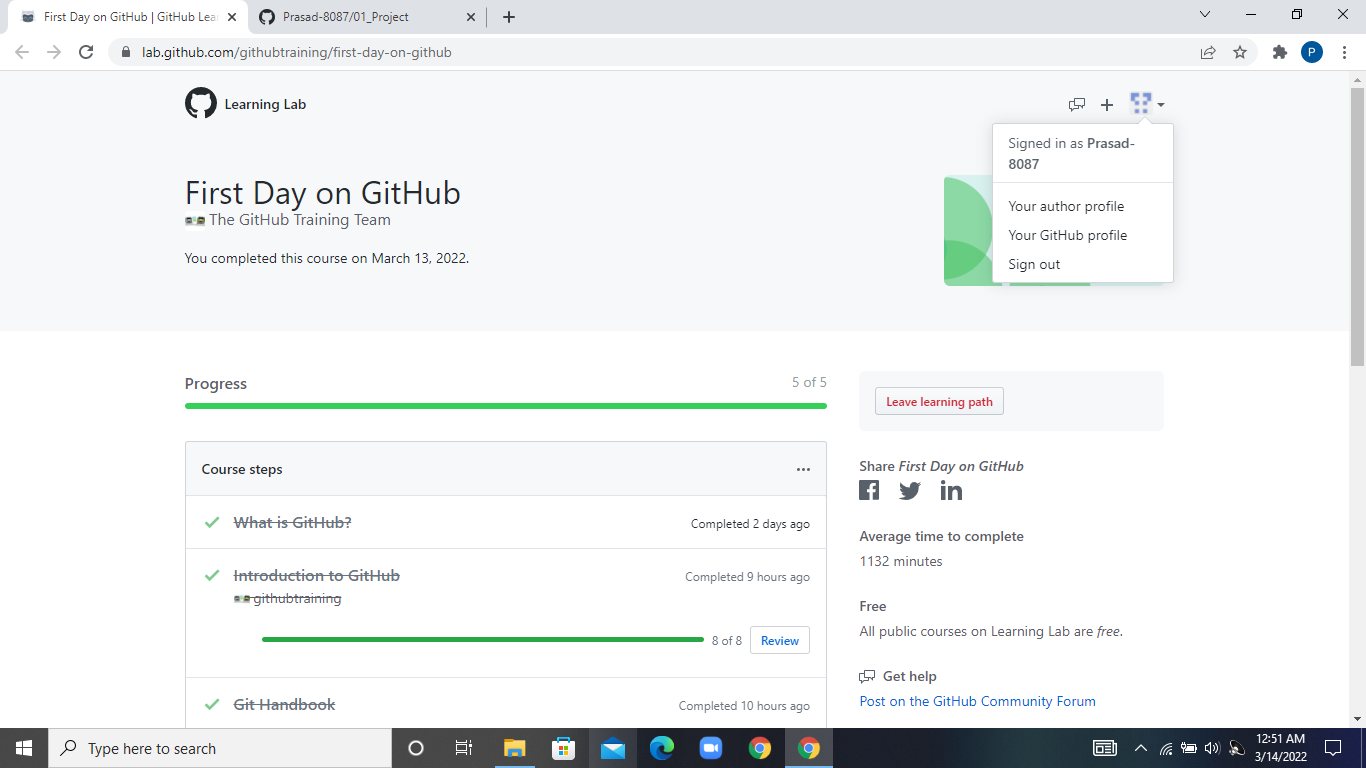 First Day on GitHub | GitHub Lea
Prasad-8087/01_Project
lab.github.com/githubtraining/first-day-on-github
P
Learning Lab
Signed in as Prasad-
8087
Your author profile
Your GitHub profile
Sign out
First Day on GitHub
The GitHub Training Team
You completed this course on March 13, 2022.
Progress
5 of 5
Course steps
What is GitHub?
Completed 2 days ago
Introduction to GitHub
Completed 9 hours ago
githubtraining
8 of 8
Review
Git Handbook
Completed 10 hours ago
Leave learning path
Share First Day on GitHub
Average time to complete
1132 minutes
Free
All public courses on Learning Lab are free.
Get help
Post on the GitHub Community Forum
Type here to search
12:51 AM
3/14/2022